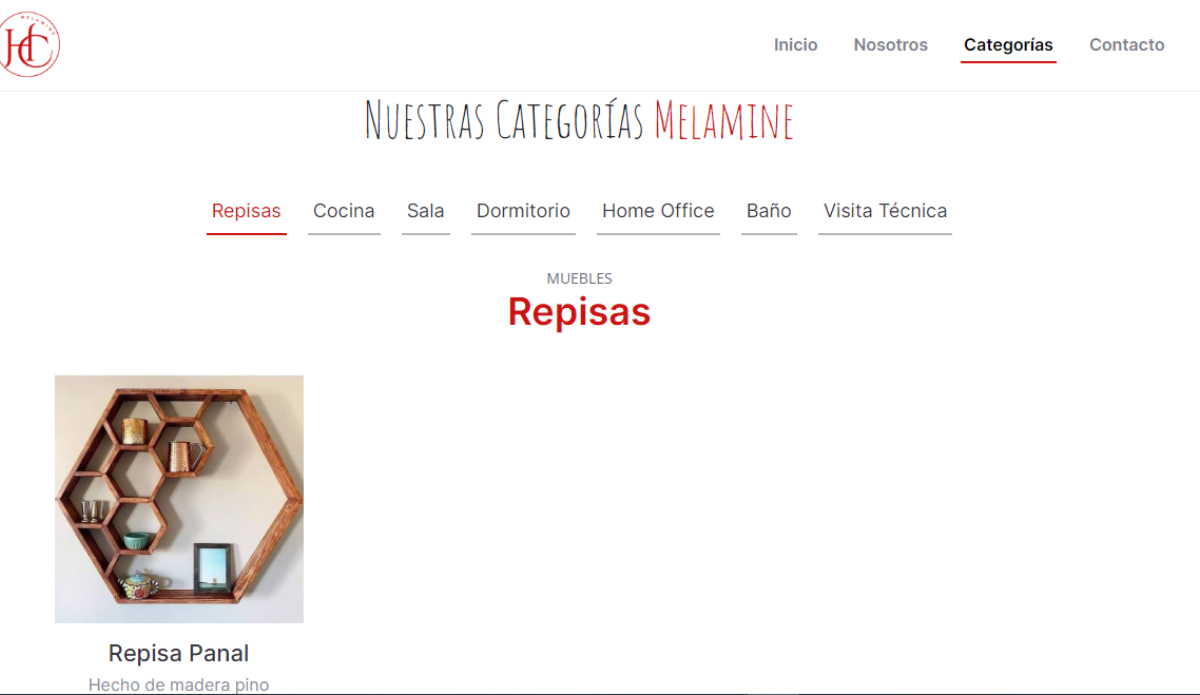 MELAMINE
HC
Inicio Nosotros Categorías Contacto
Nuestras Categorías Melamine
Repisas Cocina Sala Dormitorio Home Office Baño Visita Técnica
MUEBLES
Repisas
Repisa Panal
Hecho de madera pino